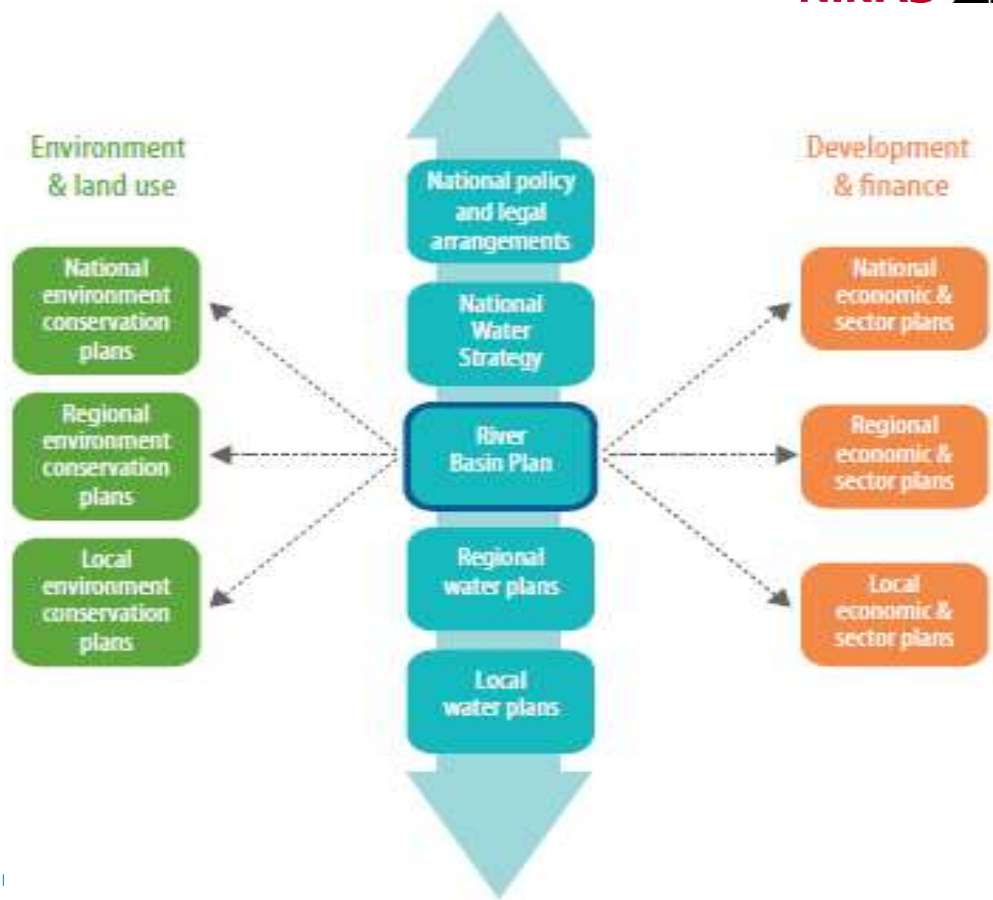 Environment
& land use
National
environment
conservation
plans
Regional
environment
conservation
plans
Local
environment
conservation
plans
National policy
and legal
arrangements
National
Water
Strategy
River
Basin Plan
Regional
water plans
Local
water plans
Development
& finance
National
economic &
sector plans
Regional
economic &
sector plans
Local
economic &
sector plans